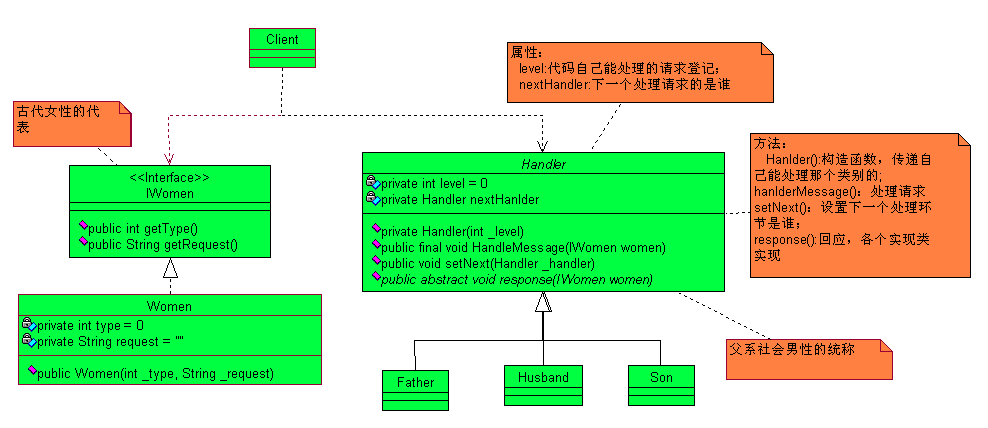 Client
属性：
level:代码自己能处理的请求登记；
nextHandler:下一个处理请求的是谁
古代女性的代
表
<<Interface>>
IWomen
public int getType()
public String getRequest()
Women
private int type = 0
private String request = ""
public Women(int _type, String _request)
Handler
private int level = 0
private Handler nextHanlder
private Handler(int _level)
public final void HandleMessage(IWomen women)
public void setNext(Handler _handler)
public abstract void response(IWomen women)
方法：
Hanlder():构造函数，传递自
己能处理那个类别的;
hanlderMessage()：处理请求
setNext()：设置下一个处理环
节是谁；
response():回应，各个实现类
实现
父系社会男性的统称
Father
Husband
Son